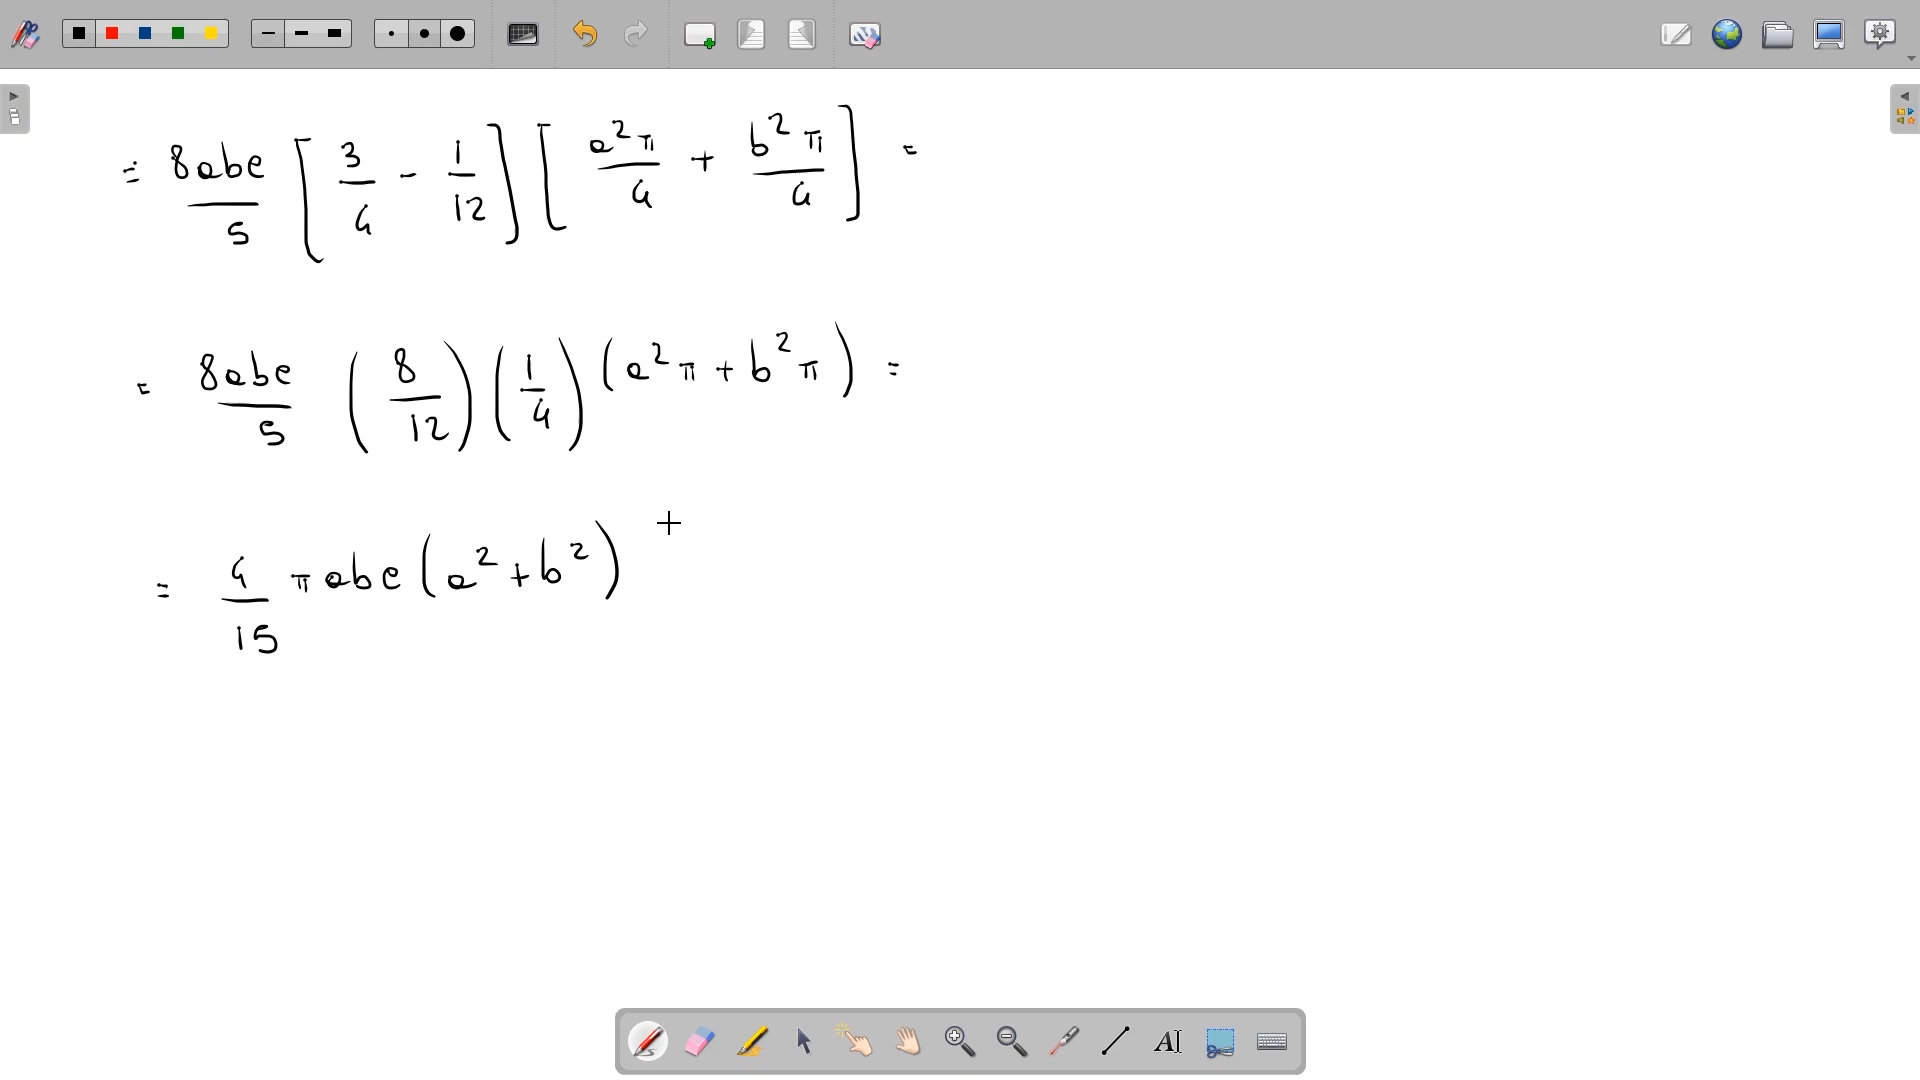 = 8abc/5 [3/4 - 1/12] [a²π/4 + b²π/4] =
= 8abc/5 (8/12)(1/4)(a²π + b²π) =
= 4/15 πabc(a² + b²)